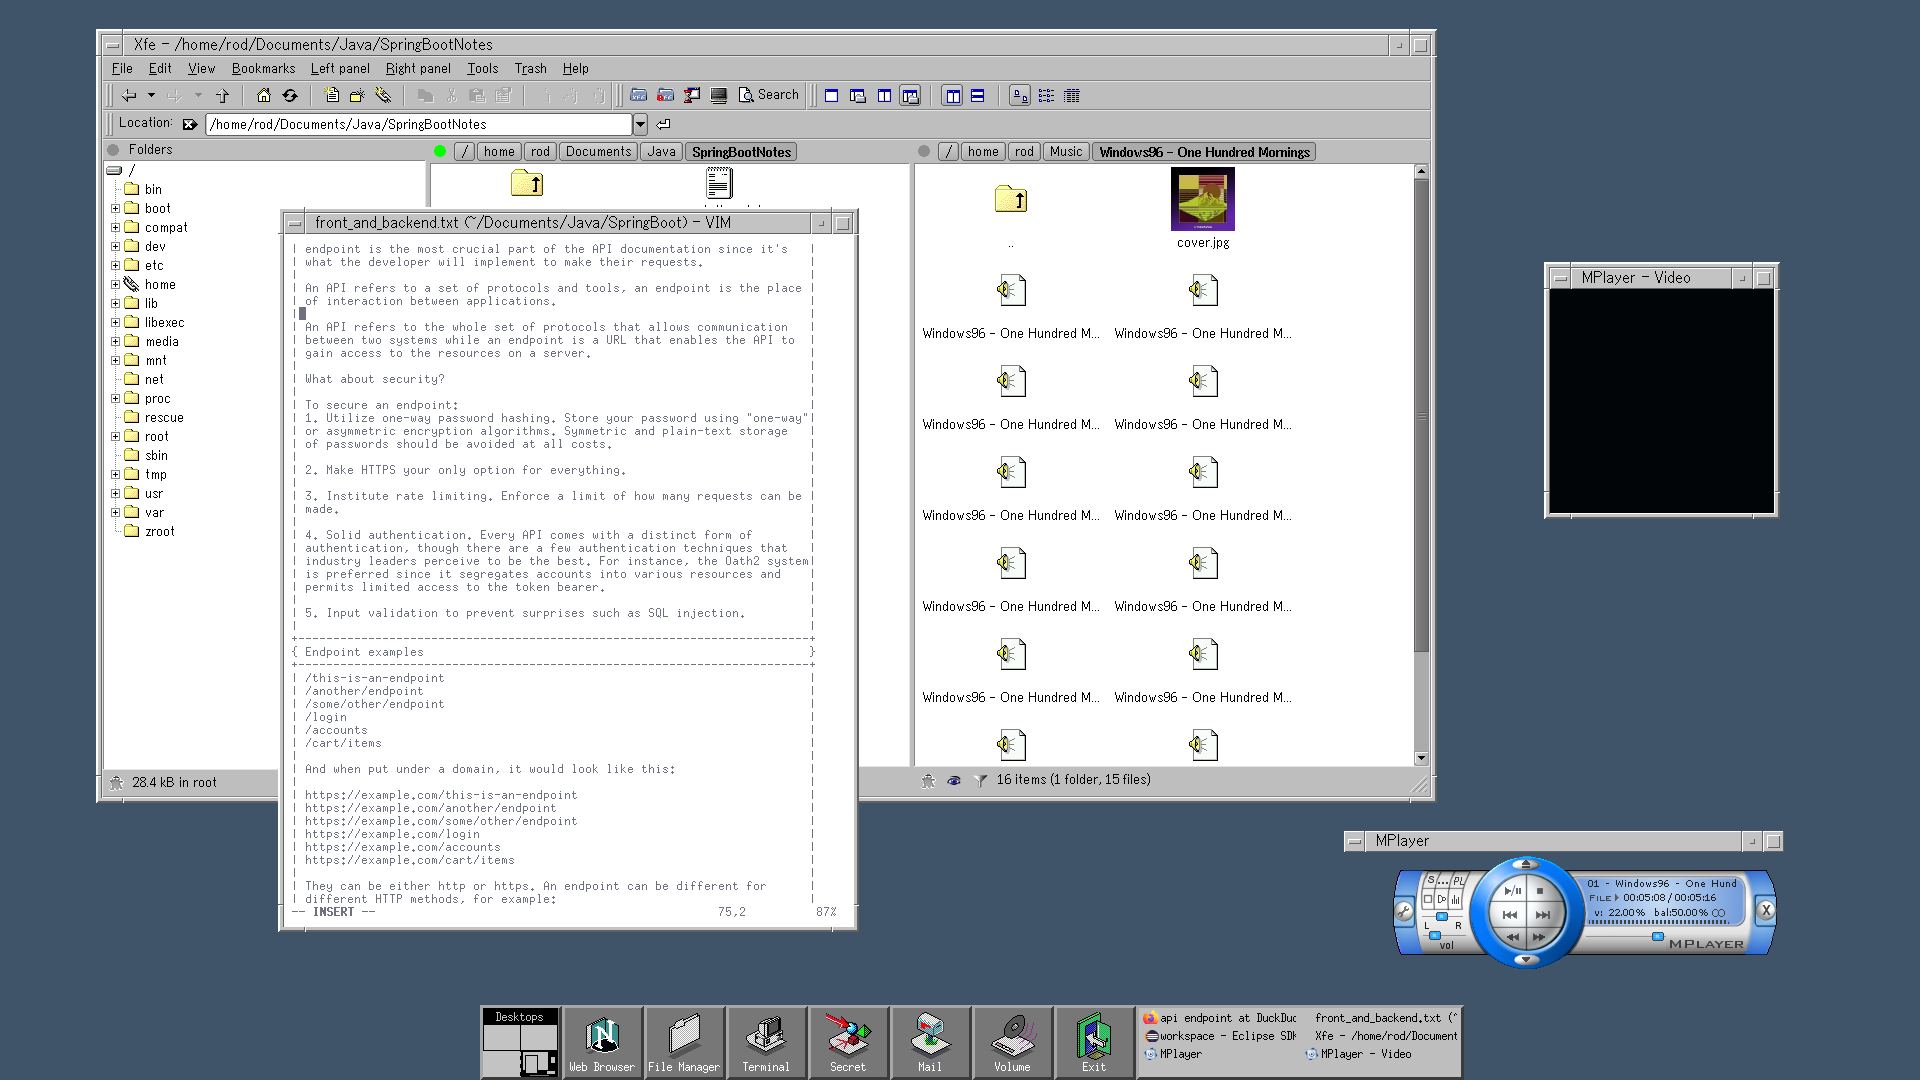 Xfe - /home/rod/Documents/Java/SpringBootNotes
File Edit View Bookmarks Left panel Right panel Tools Trash Help
Search
Location: /home/rod/Documents/Java/SpringBootNotes
Folders
/
bin
boot
compat
dev
etc
home
lib
libexec
media
mnt
net
proc
rescue
root
sbin
tmp
usr
var
zroot
28.4 kB in root
/ home rod Documents Java SpringBootNotes
/ home rod Music Windows96 - One Hundred Mornings
..
cover.jpg
Windows96 - One Hundred M... Windows96 - One Hundred M...
Windows96 - One Hundred M... Windows96 - One Hundred M...
Windows96 - One Hundred M... Windows96 - One Hundred M...
Windows96 - One Hundred M... Windows96 - One Hundred M...
Windows96 - One Hundred M... Windows96 - One Hundred M...
16 items (1 folder, 15 files)
front_and_backend.txt (~/Documents/Java/SpringBoot) - VIM
endpoint is the most crucial part of the API documentation since it's
what the developer will implement to make their requests.
An API refers to a set of protocols and tools, an endpoint is the place
of interaction between applications.
An API refers to the whole set of protocols that allows communication
between two systems while an endpoint is a URL that enables the API to
gain access to the resources on a server.
What about security?
To secure an endpoint:
1. Utilize one-way password hashing. Store your password using "one-way"
or asymmetric encryption algorithms. Symmetric and plain-text storage
of passwords should be avoided at all costs.
2. Make HTTPS your only option for everything.
3. Institute rate limiting. Enforce a limit of how many requests can be
made.
4. Solid authentication. Every API comes with a distinct form of
authentication, though there are a few authentication techniques that
industry leaders perceive to be the best. For instance, the Oath2 system
is preferred since it segregates accounts into various resources and
permits limited access to the token bearer.
5. Input validation to prevent surprises such as SQL injection.
{ Endpoint examples }
/this-is-an-endpoint
/another/endpoint
/some/other/endpoint
/login
/accounts
/cart/items
And when put under a domain, it would look like this:
https://example.com/this-is-an-endpoint
https://example.com/another/endpoint
https://example.com/some/other/endpoint
https://example.com/login
https://example.com/accounts
https://example.com/cart/items
They can be either http or https. An endpoint can be different for
different HTTP methods, for example:
-- INSERT -- 75,2 87%
MPlayer - Video
MPlayer
S... PL
L R
vol
01 - Windows96 - One Hund
FILE 00:05:08 / 00:05:16
v: 22.00% bal:50.00%
MPLAYER
X
Desktops
Web Browser
File Manager
Terminal
Secret
Mail
Volume
Exit
api endpoint at DuckDuc
workspace - Eclipse SDK
MPlayer
front_and_backend.txt (~
Xfe - /home/rod/Document
MPlayer - Video